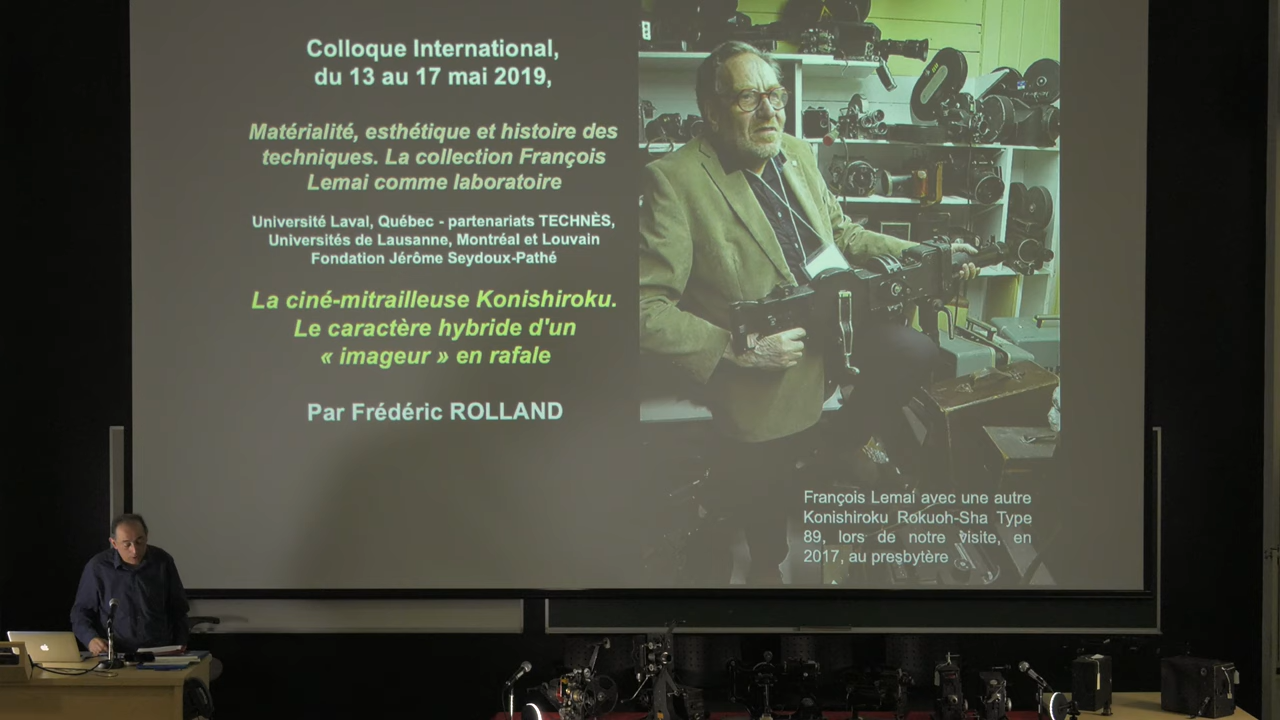 Colloque International,
du 13 au 17 mai 2019,
Matérialité, esthétique et histoire des
techniques. La collection François
Lemai comme laboratoire
Université Laval, Québec - partenariats TECHNÈS,
Universités de Lausanne, Montréal et Louvain
Fondation Jérôme Seydoux-Pathé
La ciné-mitrailleuse Konishiroku.
Le caractère hybride d'un
« imageur » en rafale
Par Frédéric ROLLAND
François Lemai avec une autre
Konishiroku Rokuoh-Sha Type
89, lors de notre visite, en
2017, au presbytère